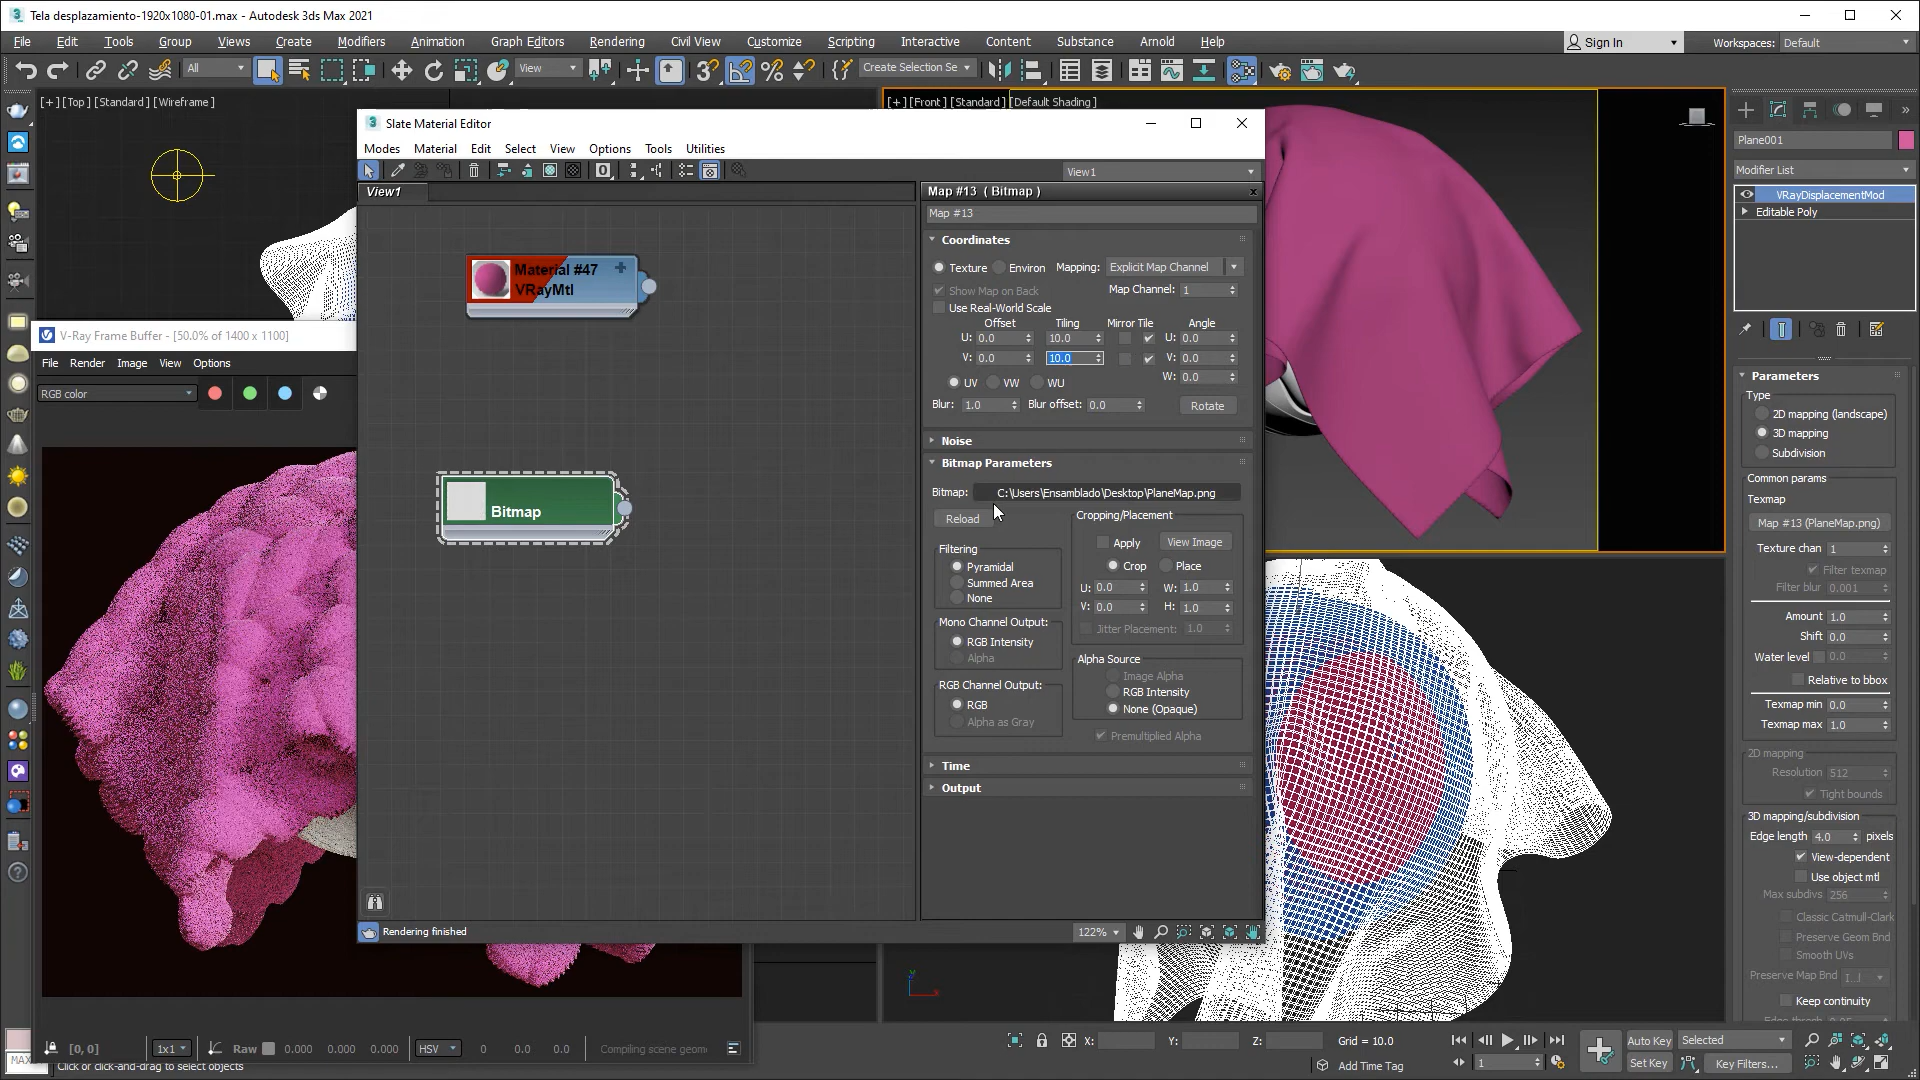 Tela desplazamiento-1920x1080-01.max - Autodesk 3ds Max 2021
File Edit Tools Group Views Create Modifiers Animation Graph Editors Rendering Civil View Customize Scripting Interactive Content Substance Arnold Help
Sign In
Workspaces: Default
All
View
Create Selection Se
[+] [Top] [Standard] [Wireframe]
[+] [Front] [Standard] [Default Shading]
Slate Material Editor
Modes Material Edit Select View Options Tools Utilities
View1
View1
Material #47
VRayMtl
Bitmap
Rendering finished
122%
Map #13 ( Bitmap )
Map #13
Coordinates
Texture Environ Mapping: Explicit Map Channel
Show Map on Back Map Channel: 1
Use Real-World Scale
Offset Tiling Mirror Tile Angle
U: 0.0 10.0 U: 0.0
V: 0.0 10.0 V: 0.0
W: 0.0
UV VW WU
Blur: 1.0 Blur offset: 0.0 Rotate
Noise
Bitmap Parameters
Bitmap: C:\Users\Ensamblado\Desktop\PlaneMap.png
Reload
Cropping/Placement
Apply View Image
Crop Place
U: 0.0 W: 1.0
V: 0.0 H: 1.0
Jitter Placement: 1.0
Filtering
Pyramidal
Summed Area
None
Mono Channel Output:
RGB Intensity
Alpha
RGB Channel Output:
RGB
Alpha as Gray
Alpha Source
Image Alpha
RGB Intensity
None (Opaque)
Premultiplied Alpha
Time
Output
V-Ray Frame Buffer - [50.0% of 1400 x 1100]
File Render Image View Options
RGB color
[0, 0] 1x1 Raw 0.000 0.000 0.000 HSV 0 0.0 0.0 Compiling scene geom
Click or click-and-drag to select objects
MAX
Plane001
Modifier List
VRayDisplacementMod
Editable Poly
Parameters
Type
2D mapping (landscape)
3D mapping
Subdivision
Common params
Texmap
Map #13 (PlaneMap.png)
Texture chan 1
Filter texmap
Filter blur 0.001
Amount 1.0
Shift 0.0
Water level 0.0
Relative to bbox
Texmap min 0.0
Texmap max 1.0
2D mapping
Resolution 512
Tight bounds
3D mapping/subdivision
Edge length 4.0 pixels
View-dependent
Use object mtl
Max subdivs 256
Classic Catmull-Clark
Preserve Geom Bnd
Smooth UVs
Preserve Map Bnd
Keep continuity
X: Y: Z: Grid = 10.0
Add Time Tag
1
Auto Key Selected
Set Key Key Filters...